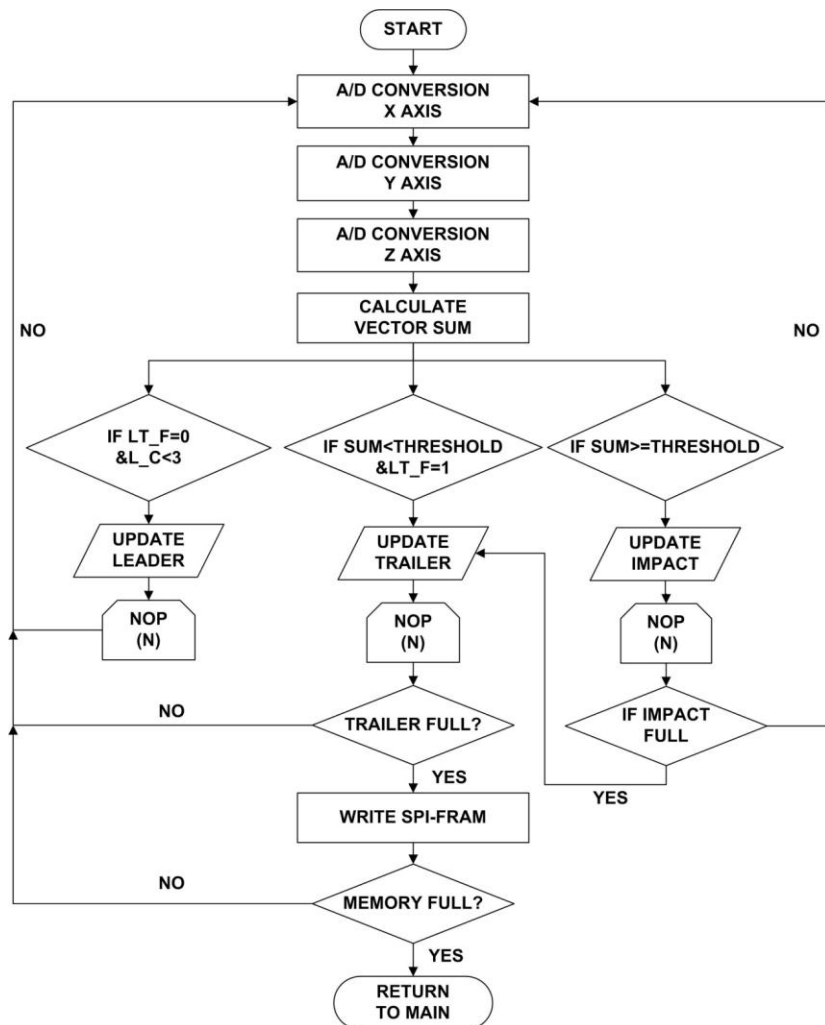 START
A/D CONVERSION
X AXIS
A/D CONVERSION
Y AXIS
A/D CONVERSION
Z AXIS
CALCULATE
VECTOR SUM
NO
NO
IF LT_F=0
&L_C<3
IF SUM<THRESHOLD
&LT_F=1
IF SUM>=THRESHOLD
UPDATE
LEADER
UPDATE
TRAILER
UPDATE
IMPACT
NOP
(N)
NOP
(N)
NOP
(N)
NO
TRAILER FULL?
IF IMPACT
FULL
YES
YES
WRITE SPI-FRAM
NO
MEMORY FULL?
YES
RETURN
TO MAIN